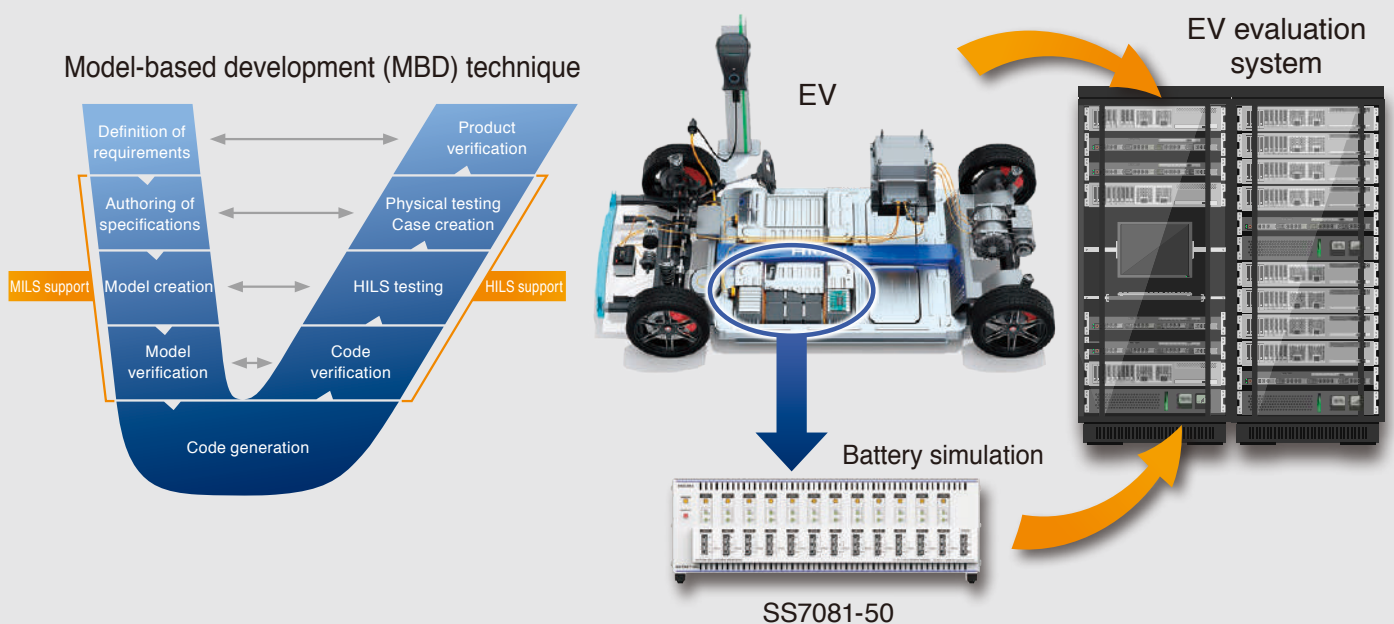 Model-based development (MBD) technique
Definition of
requirements
Product
verification
Authoring of
specifications
Physical testing
Case creation
MILS support
Model creation
HILS testing
HILS support
Model
verification
Code
verification
Code generation
EV
EV evaluation
system
Battery simulation
SS7081-50